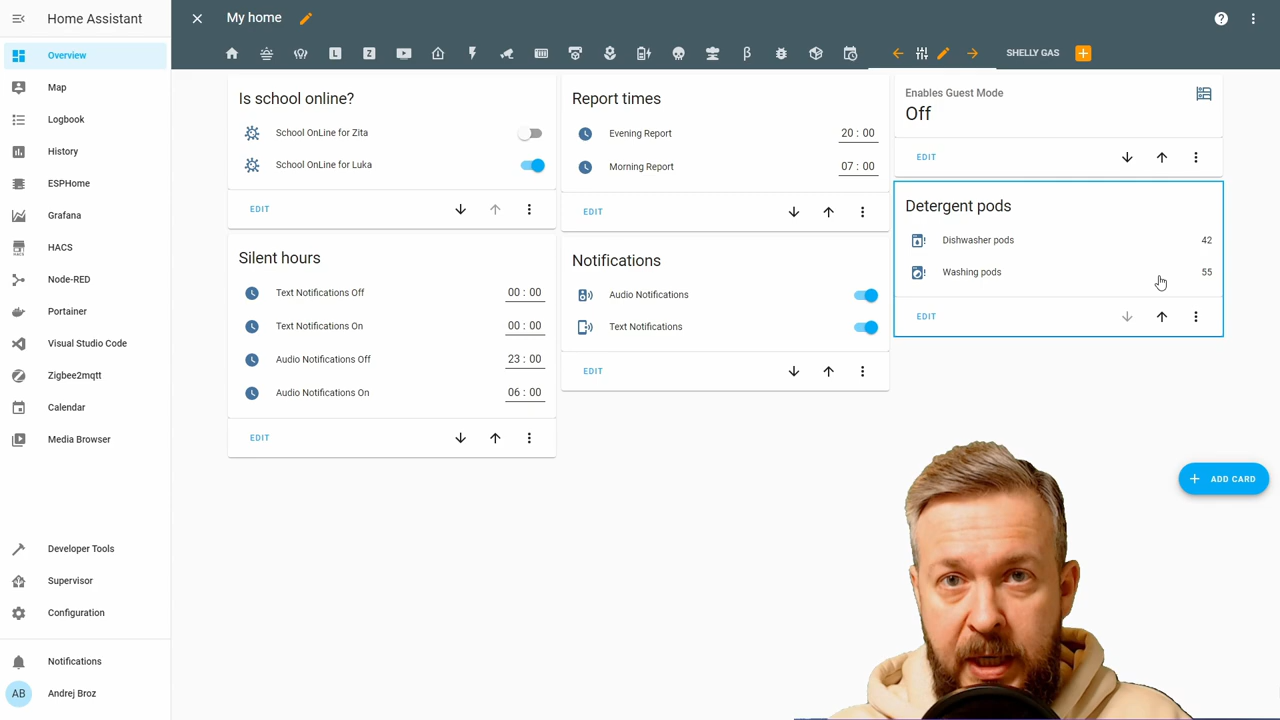 Home Assistant
My home
Overview
Map
Logbook
History
ESPHome
Grafana
HACS
Node-RED
Portainer
Visual Studio Code
Zigbee2mqtt
Calendar
Media Browser
Developer Tools
Supervisor
Configuration
Notifications
AB Andrej Broz
L
Z
β
SHELLY GAS
Is school online?
School OnLine for Zita
School OnLine for Luka
EDIT
Silent hours
Text Notifications Off 00 : 00
Text Notifications On 00 : 00
Audio Notifications Off 23 : 00
Audio Notifications On 06 : 00
EDIT
Report times
Evening Report 20 : 00
Morning Report 07 : 00
EDIT
Notifications
Audio Notifications
Text Notifications
EDIT
Enables Guest Mode
Off
EDIT
Detergent pods
Dishwasher pods 42
Washing pods 55
EDIT
+ ADD CARD